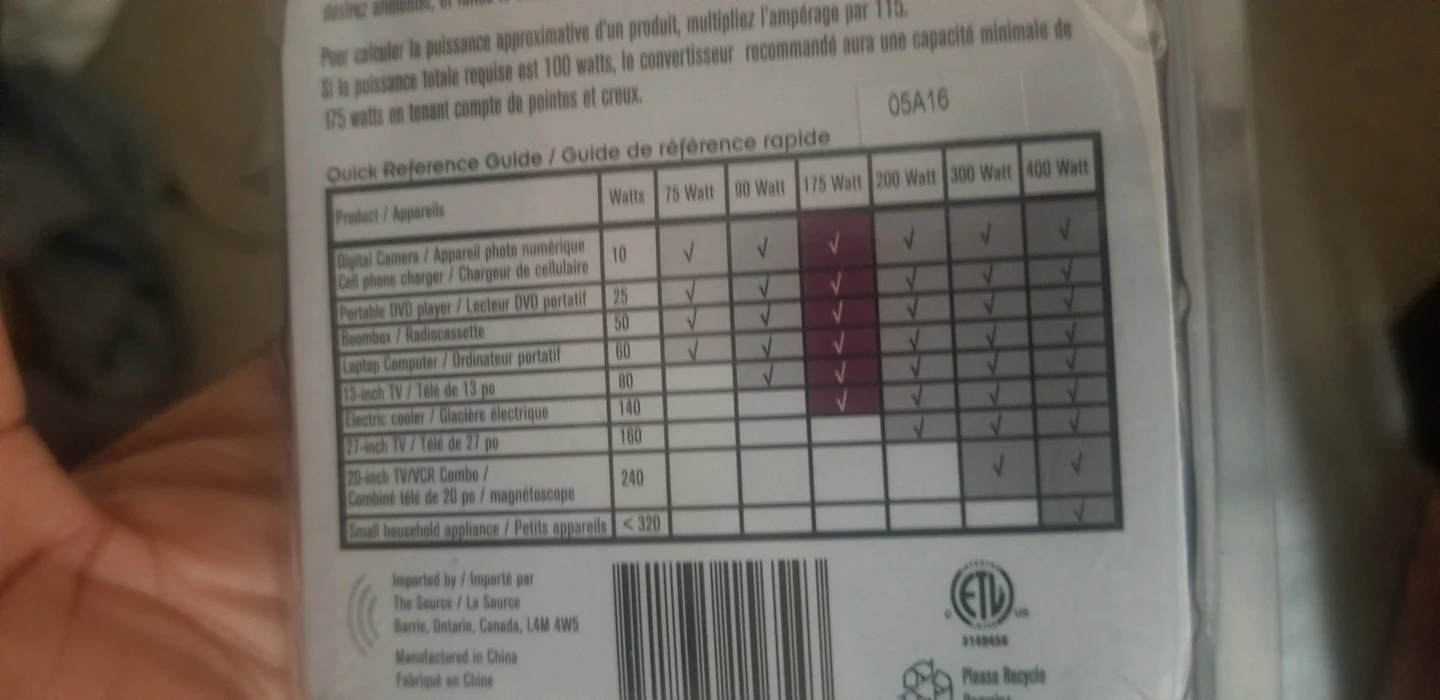 Pour calculer la puissance approximative d'un produit, multipliez l'ampérage par 115.
Si la puissance totale requise est 100 watts, le convertisseur recommandé aura une capacité minimale de
175 watts en tenant compte de pointes et creux.
05A16
Quick Reference Guide / Guide de référence rapide
Product / Appareils Watts 75 Watt 90 Watt 175 Watt 200 Watt 300 Watt 400 Watt
Digital Camera / Appareil photo numérique
Cell phone charger / Chargeur de cellulaire 10 √ √ √ √ √ √
Portable DVD player / Lecteur DVD portatif 25 √ √ √ √ √ √
Boombox / Radiocassette 50 √ √ √ √ √ √
Laptop Computer / Ordinateur portatif 60 √ √ √ √ √ √
13-inch TV / Télé de 13 po 80 √ √ √ √ √
Electric cooler / Glacière électrique 140 √ √ √ √
27-inch TV / Télé de 27 po 160 √ √ √
20-inch TV/VCR Combo /
Combiné télé de 20 po / magnétoscope 240 √ √
Small household appliance / Petits appareils < 320 √
Imported by / Importé par
The Source / La Source
Barrie, Ontario, Canada, L4M 4W5
Manufactured in China
Fabriqué en Chine
ETL
C US
3149458
Please Recycle